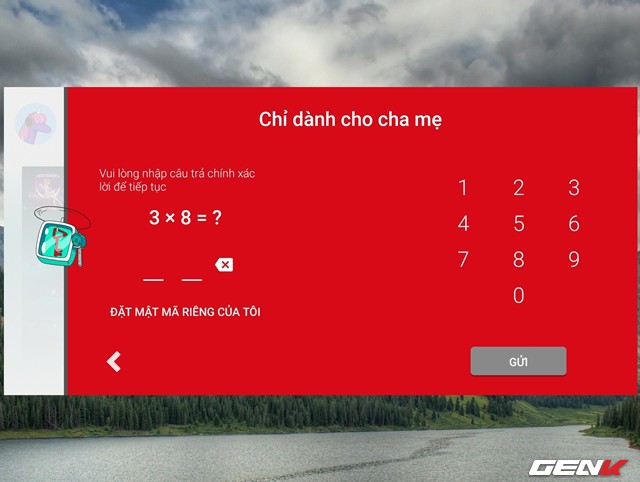 Chỉ dành cho cha mẹ
Vui lòng nhập câu trả chính xác
lời để tiếp tục
3 × 8 = ?
ĐẶT MẬT MÃ RIÊNG CỦA TÔI
1 2 3
4 5 6
7 8 9
0
GỬI
GENK